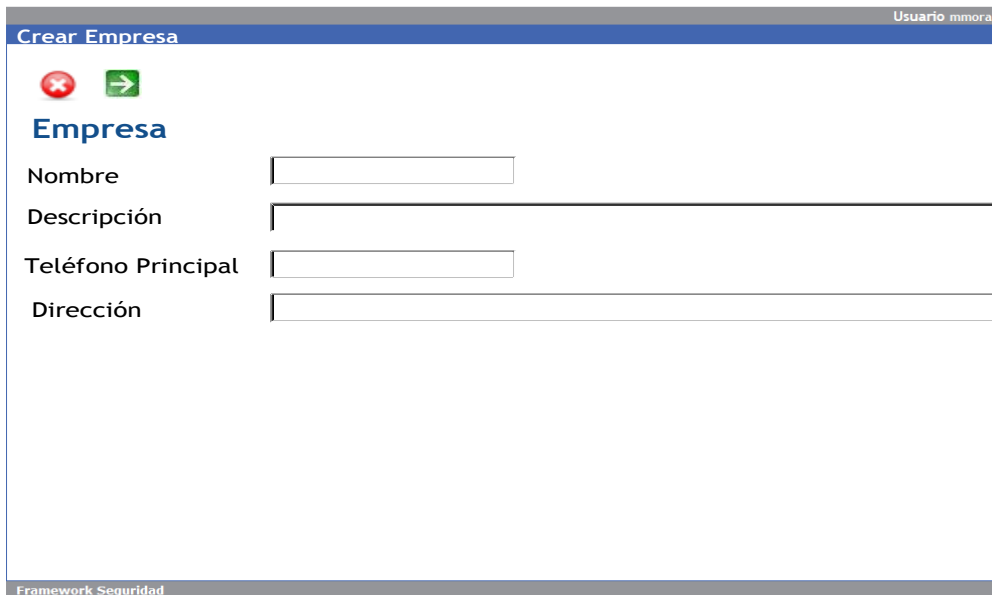 Usuario mmora
Crear Empresa
Empresa
Nombre
Descripción
Teléfono Principal
Dirección
Framework Seguridad